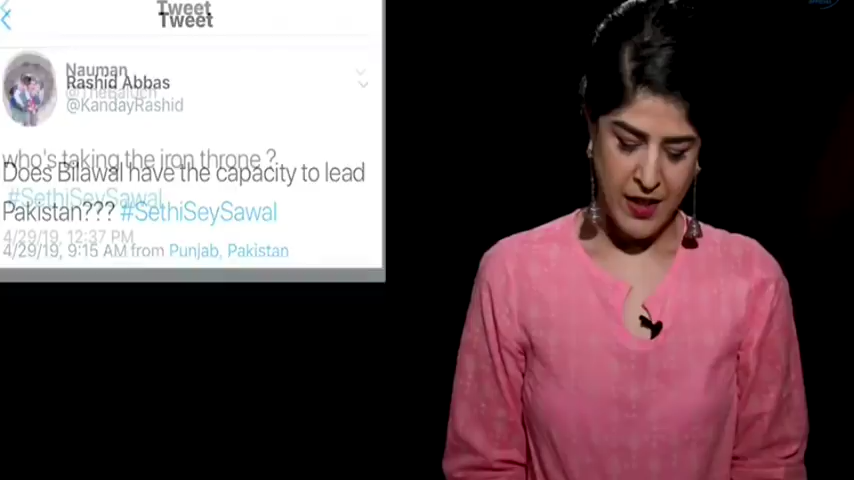 Tweet
Tweet
Nauman
Rashid Abbas
@TheBaluch
@KandayRashid
who's taking the iron throne ?
Does Bilawal have the capacity to lead
#SethiSeySawal
Pakistan??? #SethiSeySawal
4/29/19, 12:37 PM
4/29/19, 9:15 AM from Punjab, Pakistan